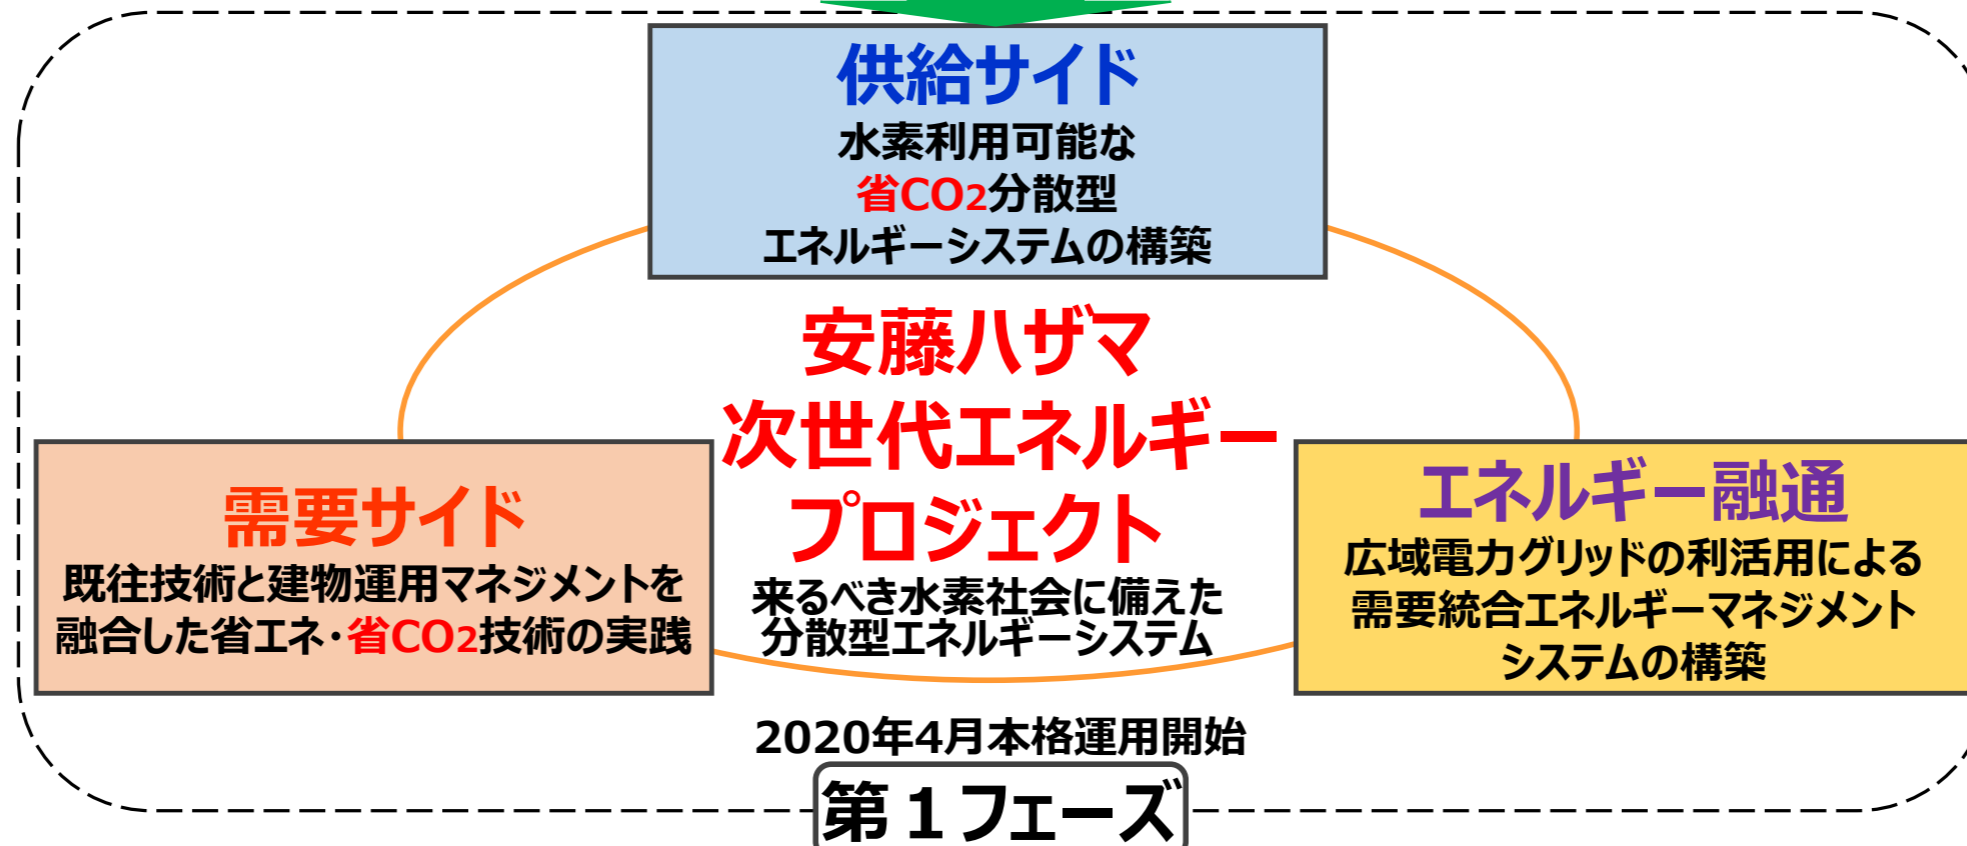 供給サイド
水素利用可能な
省CO2分散型
エネルギーシステムの構築
安藤ハザマ
次世代エネルギー
プロジェクト
来るべき水素社会に備えた
分散型エネルギーシステム
需要サイド
既往技術と建物運用マネジメントを
融合した省エネ・省CO2技術の実践
エネルギー融通
広域電力グリッドの利活用による
需要統合エネルギーマネジメント
システムの構築
2020年4月本格運用開始
第1フェーズ